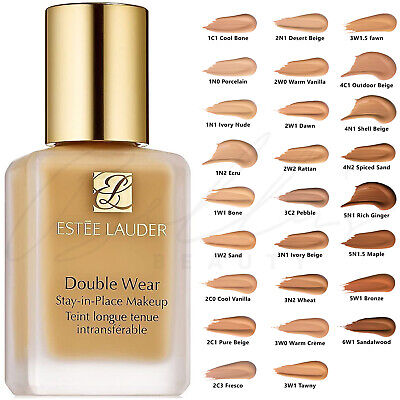 ESTĒE LAUDER
Double Wear
Stay-in-Place Makeup
Teint longue tenue
intransférable
1C1 Cool Bone
2N1 Desert Beige
3W1.5 fawn
1N0 Porcelain
2W0 Warm Vanilla
4C1 Outdoor Beige
1N1 Ivory Nude
2W1 Dawn
4N1 Shell Beige
1N2 Ecru
2W2 Rattan
4N2 Spiced Sand
1W1 Bone
3C2 Pebble
5N1 Rich Ginger
1W2 Sand
3N1 Ivory Beige
5N1.5 Maple
2C0 Cool Vanilla
3N2 Wheat
5W1 Bronze
2C1 Pure Beige
3W0 Warm Crème
6W1 Sandalwood
2C3 Fresco
3W1 Tawny
BEAUTY